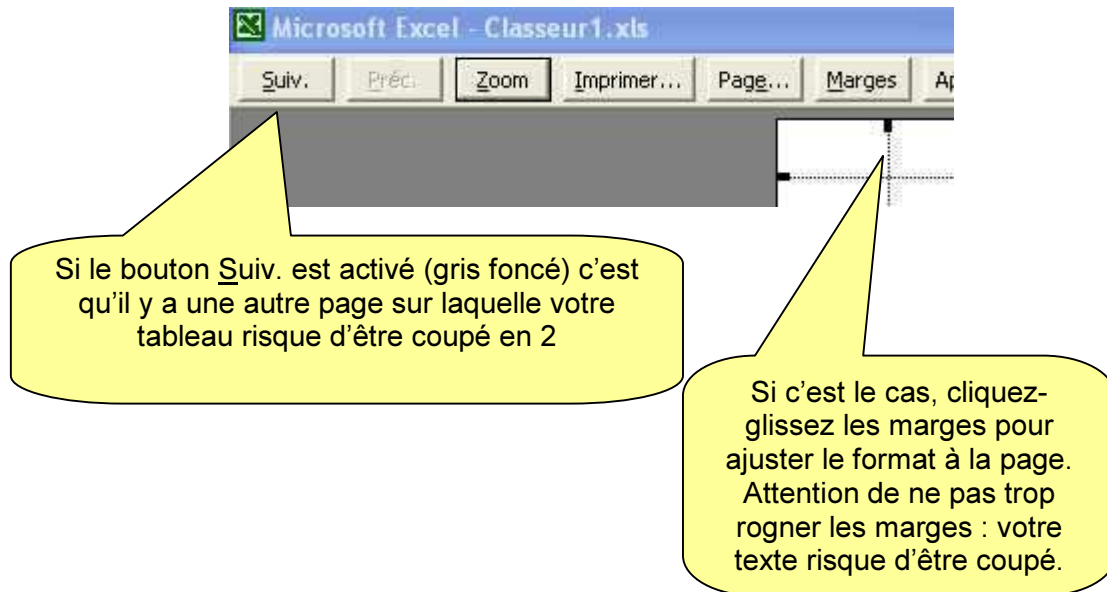 Microsoft Excel - Classeur1.xls
Suiv. Préc. Zoom Imprimer... Page... Marges
Si le bouton Suiv. est activé (gris foncé) c'est
qu'il y a une autre page sur laquelle votre
tableau risque d'être coupé en 2
Si c'est le cas, cliquez-
glissez les marges pour
ajuster le format à la page.
Attention de ne pas trop
rogner les marges : votre
texte risque d'être coupé.